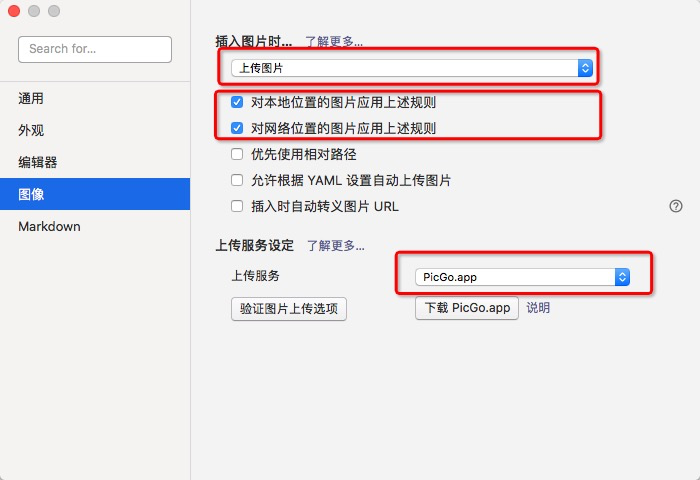 Search for...
通用
外观
编辑器
图像
Markdown
插入图片时... 了解更多...
上传图片
对本地位置的图片应用上述规则
对网络位置的图片应用上述规则
优先使用相对路径
允许根据 YAML 设置自动上传图片
插入时自动转义图片 URL
?
上传服务设定 了解更多...
上传服务 PicGo.app
验证图片上传选项 下载 PicGo.app 说明